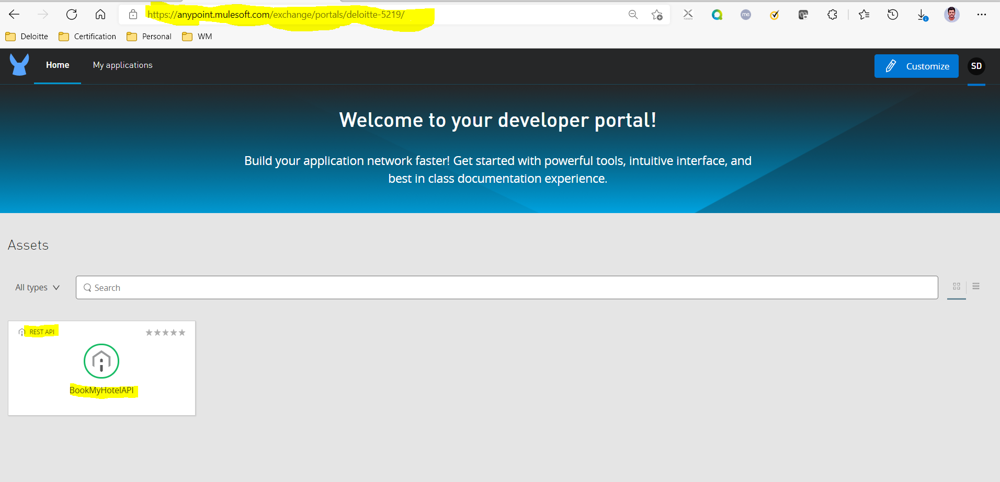 https://anypoint.mulesoft.com/exchange/portals/deloitte-5219/
me
Deloitte Certification Personal WM
Home My applications Customize SD
Welcome to your developer portal!
Build your application network faster! Get started with powerful tools, intuitive interface, and
best in class documentation experience.
Assets
All types Search
REST API
BookMyHotelAPI